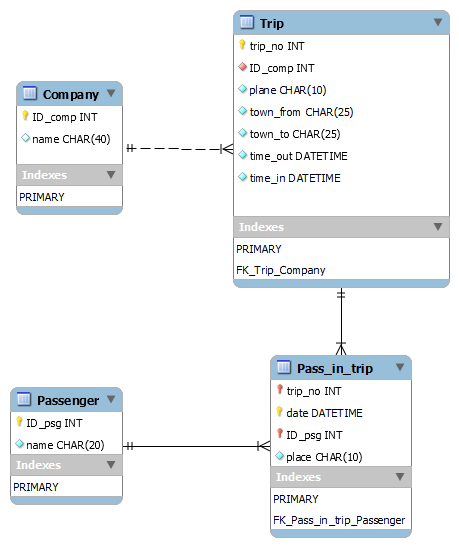 Trip
trip_no INT
ID_comp INT
plane CHAR(10)
town_from CHAR(25)
town_to CHAR(25)
time_out DATETIME
time_in DATETIME
Indexes
PRIMARY
FK_Trip_Company
Company
ID_comp INT
name CHAR(40)
Indexes
PRIMARY
Pass_in_trip
trip_no INT
date DATETIME
ID_psg INT
place CHAR(10)
Indexes
PRIMARY
FK_Pass_in_trip_Passenger
Passenger
ID_psg INT
name CHAR(20)
Indexes
PRIMARY